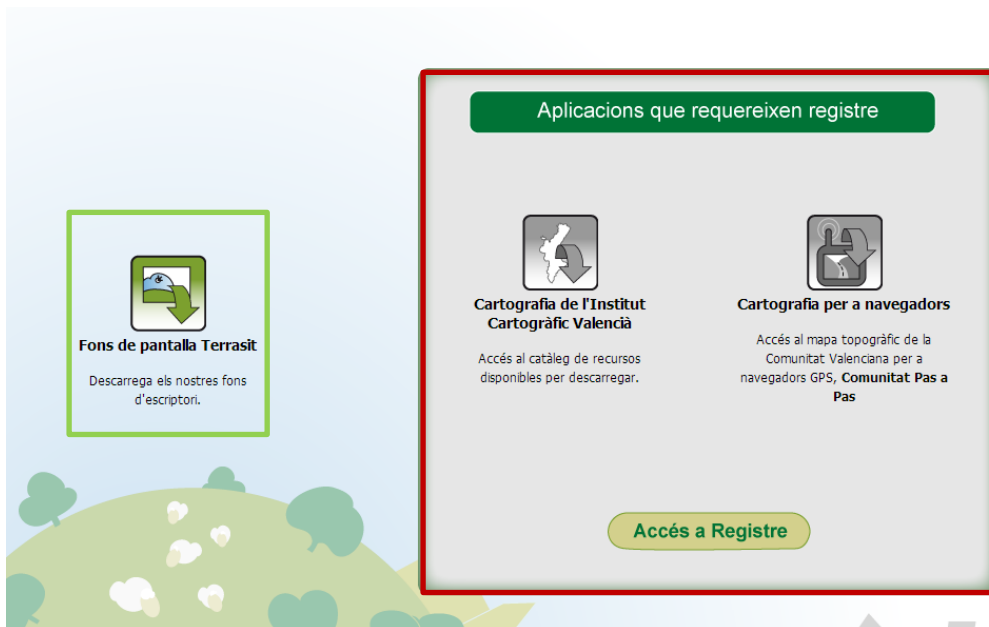 Aplicacions que requereixen registre
Fons de pantalla Terrasit
Descarrega els nostres fons
d'escriptori.
Cartografia de l'Institut
Cartogràfic Valencià
Accés al catàleg de recursos
disponibles per descarregar.
Cartografia per a navegadors
Accés al mapa topogràfic de la
Comunitat Valenciana per a
navegadors GPS, Comunitat Pas a
Pas
Accés a Registre